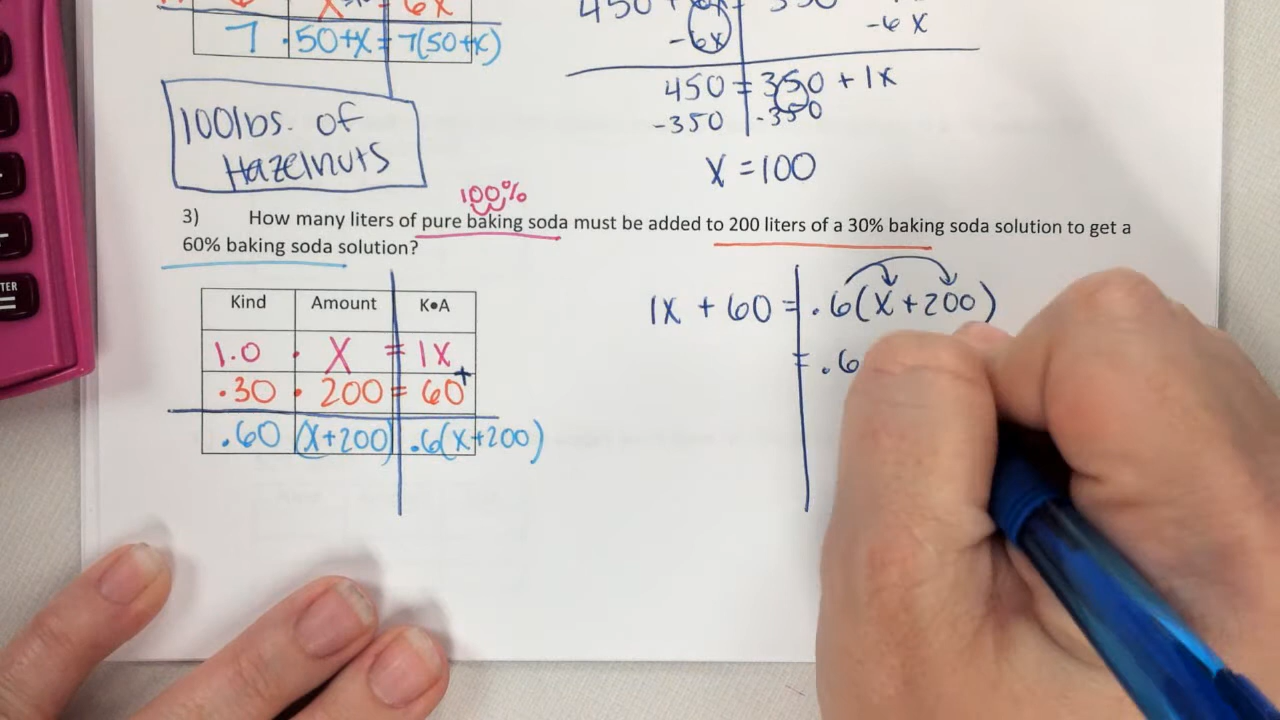 6 X = 6X
7 · 50+X = 7(50+X)
100lbs. of
Hazelnuts
-6X
-6X
450 = 350 + 1X
-350 -350
X = 100
100%
3) How many liters of pure baking soda must be added to 200 liters of a 30% baking soda solution to get a
60% baking soda solution?
Kind Amount K•A
1.0 · X = 1X
+
.30 · 200 = 60
.60 (X+200) .6(X+200)
1X + 60 = .6(X+200)
= .6